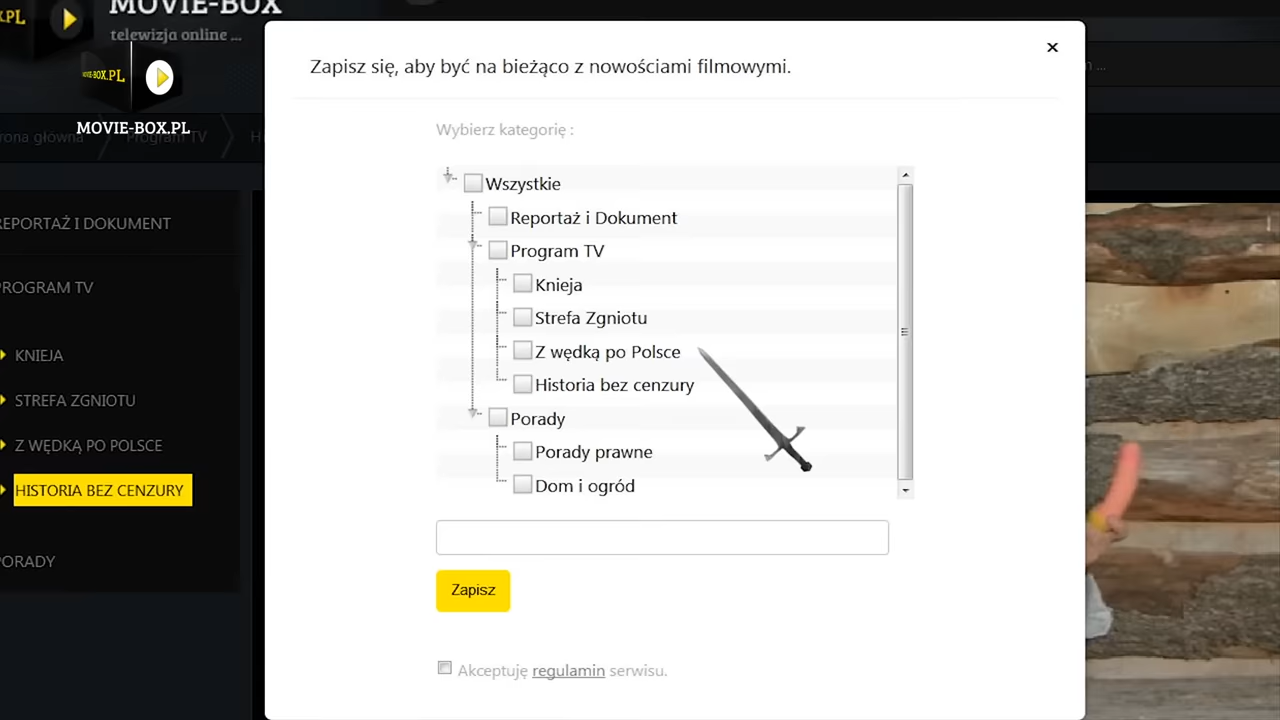 MOVIE-BOX
telewizja online ...
MOVIE-BOX.PL
MOVIE-BOX.PL
Program TV
REPORTAŻ I DOKUMENT
PROGRAM TV
KNIEJA
STREFA ZGNIOTU
Z WĘDKĄ PO POLSCE
HISTORIA BEZ CENZURY
PORADY
Zapisz się, aby być na bieżąco z nowościami filmowymi.
Wybierz kategorię :
Wszystkie
Reportaż i Dokument
Program TV
Knieja
Strefa Zgniotu
Z wędką po Polsce
Historia bez cenzury
Porady
Porady prawne
Dom i ogród
Zapisz
Akceptuję regulamin serwisu.